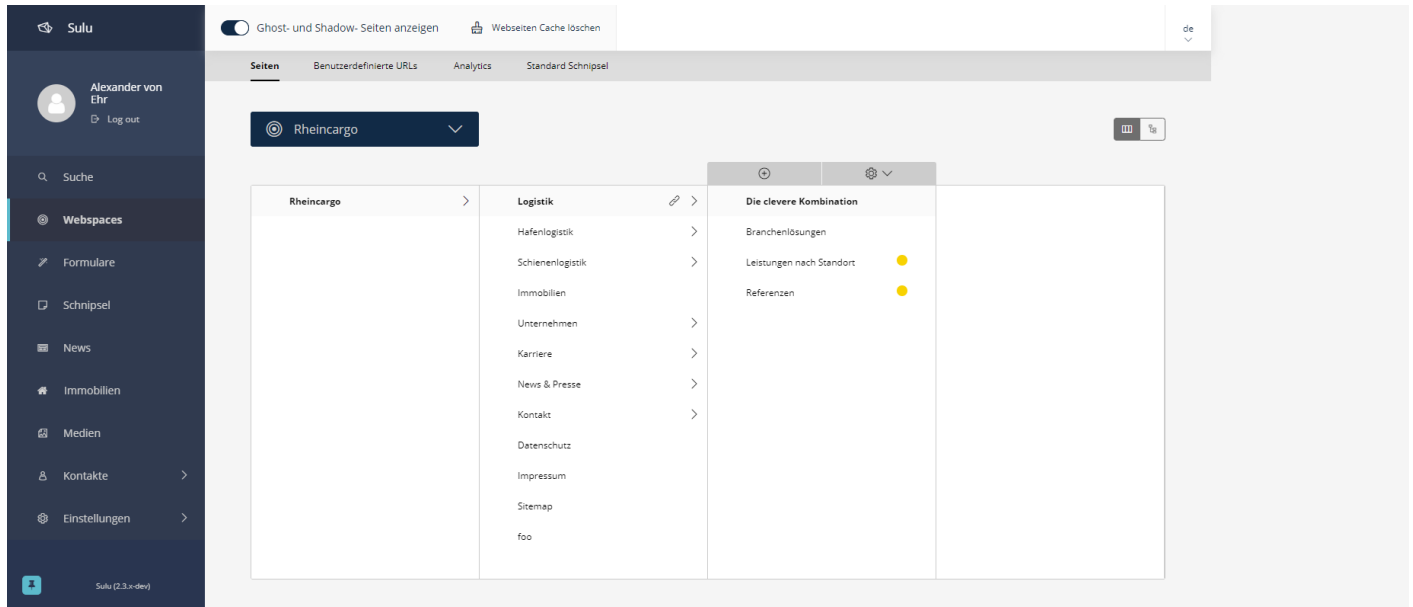 Sulu
Ghost- und Shadow- Seiten anzeigen
Webseiten Cache löschen
de
Seiten
Benutzerdefinierte URLs
Analytics
Standard Schnipsel
Alexander von
Ehr
Log out
Rheincargo
Suche
Webspaces
Formulare
Schnipsel
News
Immobilien
Medien
Kontakte
Einstellungen
Sulu (2.3.x-dev)
Rheincargo
Logistik
Hafenlogistik
Schienenlogistik
Immobilien
Unternehmen
Karriere
News & Presse
Kontakt
Datenschutz
Impressum
Sitemap
foo
Die clevere Kombination
Branchenlösungen
Leistungen nach Standort
Referenzen